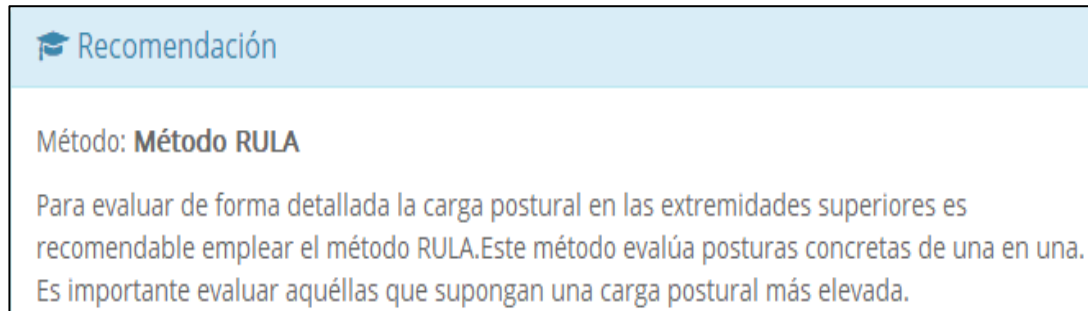 Recomendación
Método: Método RULA
Para evaluar de forma detallada la carga postural en las extremidades superiores es
recomendable emplear el método RULA.Este método evalúa posturas concretas de una en una.
Es importante evaluar aquéllas que supongan una carga postural más elevada.